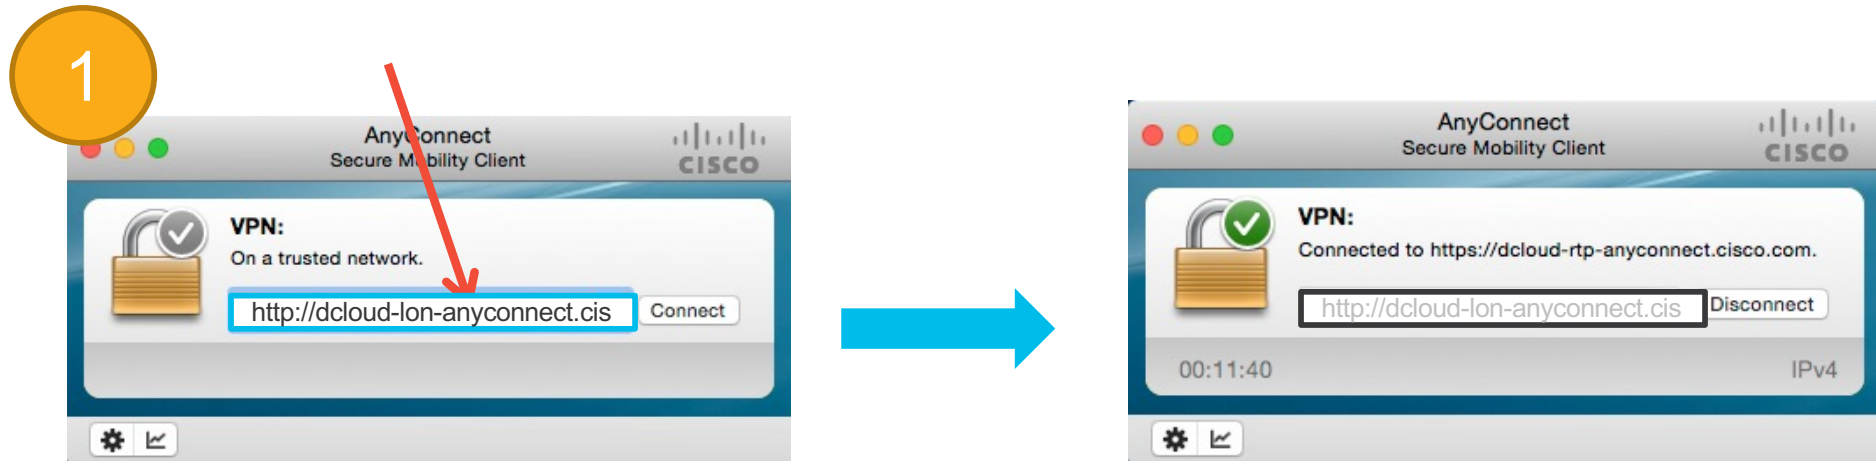 1
AnyConnect
Secure Mobility Client
CISCO
VPN:
On a trusted network.
http://dcloud-lon-anyconnect.cis
Connect
AnyConnect
Secure Mobility Client
CISCO
VPN:
Connected to https://dcloud-rtp-anyconnect.cisco.com.
http://dcloud-lon-anyconnect.cis
Disconnect
00:11:40
IPv4